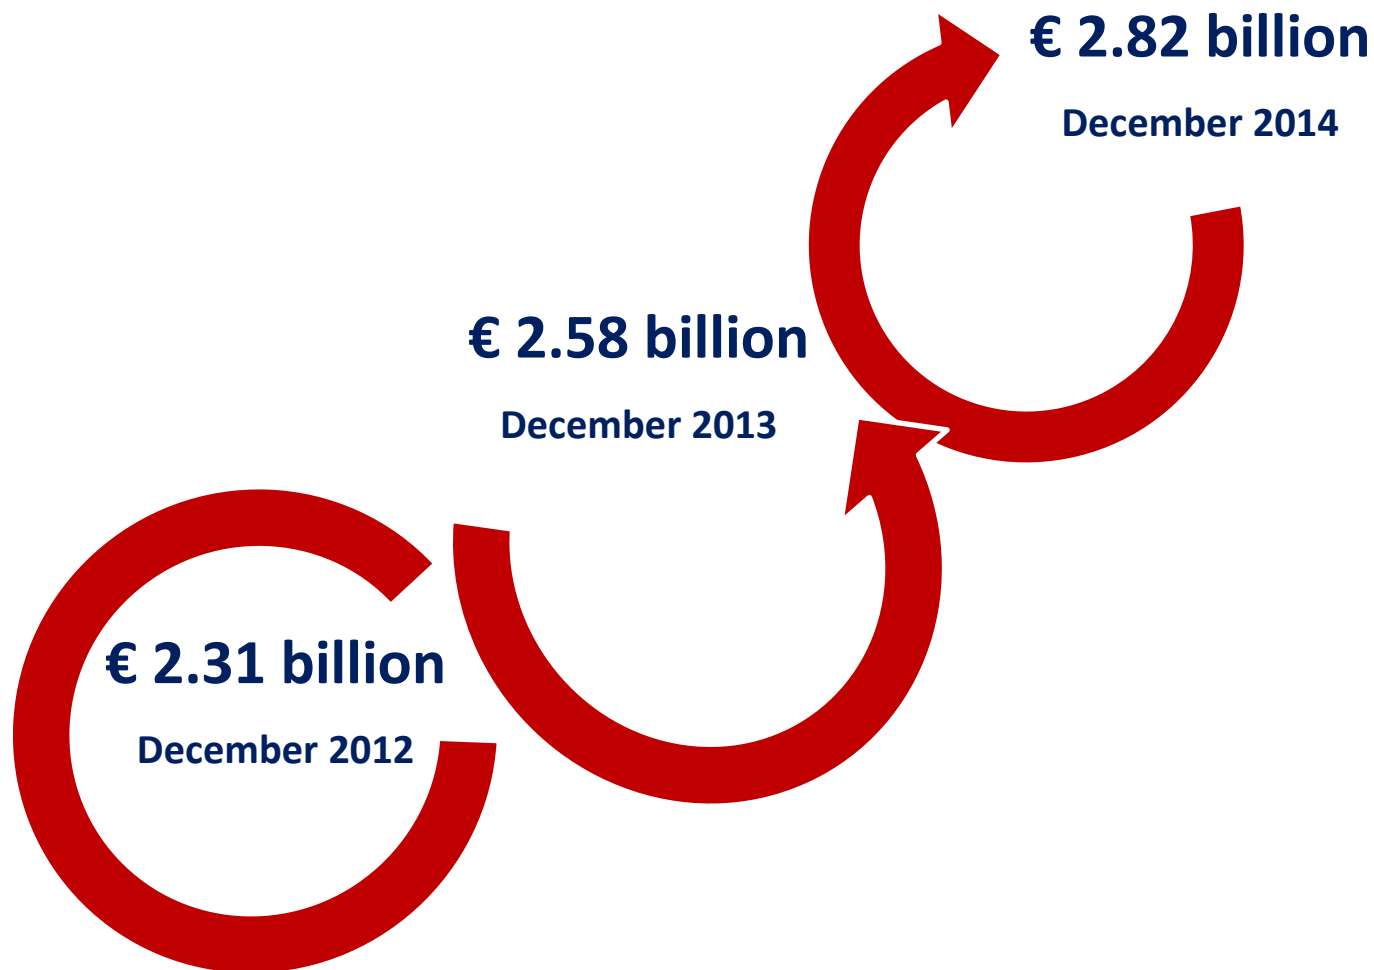 € 2.82 billion
December 2014
€ 2.58 billion
December 2013
€ 2.31 billion
December 2012